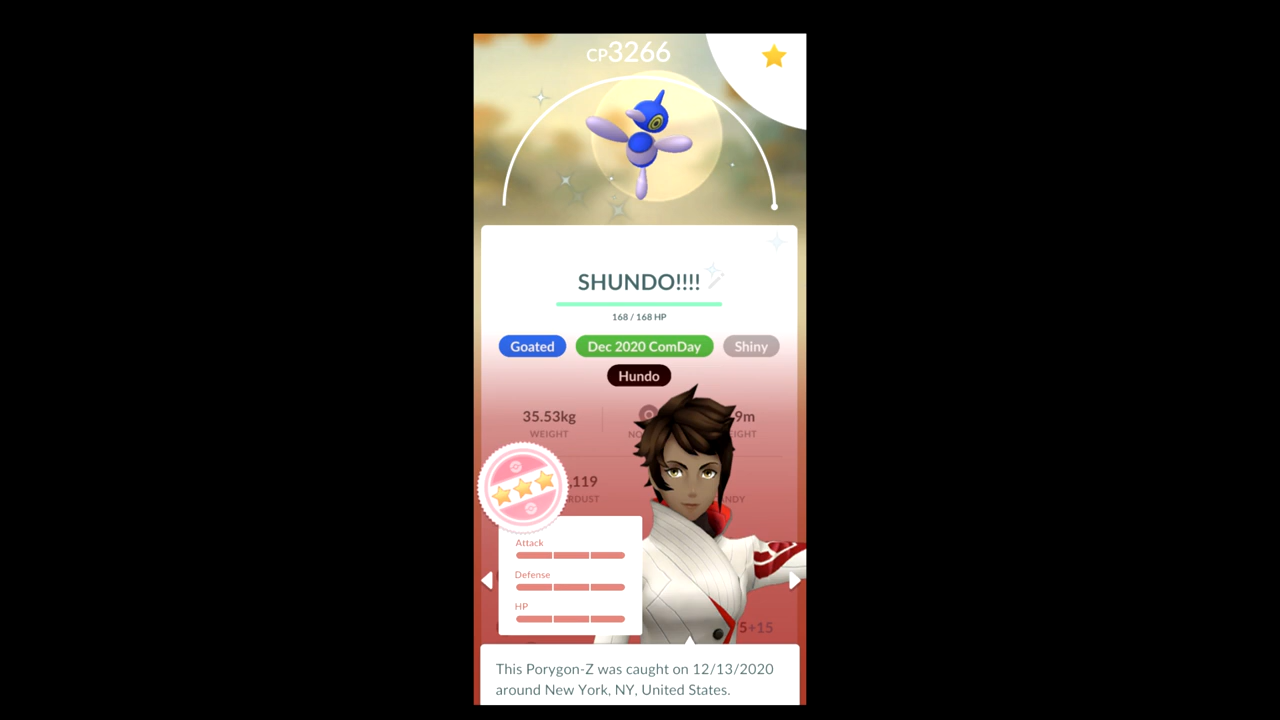 CP3266
SHUNDO!!!!
168 / 168 HP
Goated
Dec 2020 ComDay
Shiny
Hundo
35.53kg
9m
WEIGHT
119
Attack
Defense
HP
5+15
This Porygon-Z was caught on 12/13/2020
around New York, NY, United States.